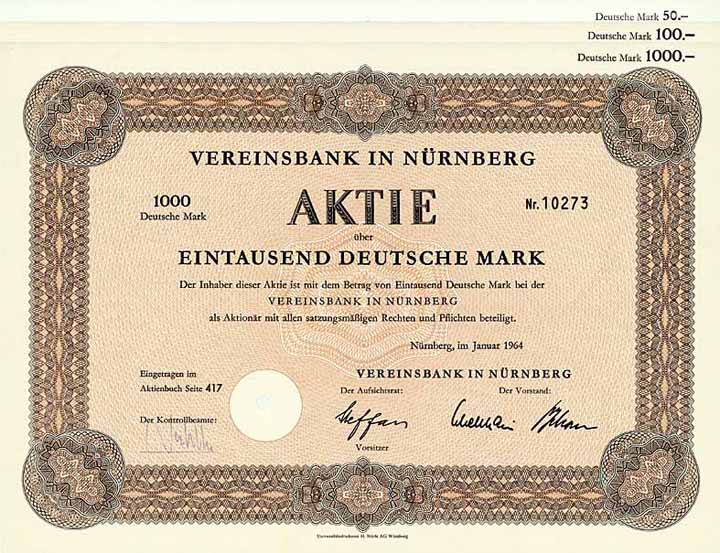 Deutsche Mark 50.–
Deutsche Mark 100.–
Deutsche Mark 1000.–
VEREINSBANK IN NÜRNBERG
1000
Deutsche Mark
AKTIE
Nr. 10273
über
EINTAUSEND DEUTSCHE MARK
Der Inhaber dieser Aktie ist mit dem Betrag von Eintausend Deutsche Mark bei der
VEREINSBANK IN NÜRNBERG
als Aktionär mit allen satzungsmäßigen Rechten und Pflichten beteiligt.
Nürnberg, im Januar 1964
Eingetragen im
Aktienbuch Seite 417
VEREINSBANK IN NÜRNBERG
Der Aufsichtsrat:
Der Vorstand:
Der Kontrollbeamte:
Steffan
Vorsitzer